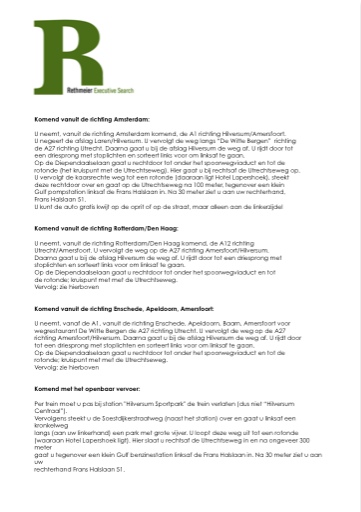 R
Rethmeier Executive Search
Komend vanuit de richting Amsterdam:
U neemt, vanuit de richting Amsterdam komend, de A1 richting Hilversum/Amersfoort.
U negeert de afslag Laren/Hilversum. U vervolgt de weg langs "De Witte Bergen" richting
de A27 richting Utrecht. Daarna gaat u bij de afslag Hilversum de weg af. U rijdt door tot
een driesprong met stoplichten en sorteert links voor om linksaf te gaan.
Op de Diependaalselaan gaat u rechtdoor tot onder het spoorwegviaduct en tot de
rotonde (het kruispunt met de Utrechtseweg). Hier gaat u bij rechtsaf de Utrechtseweg op.
U vervolgt de kaarsrechte weg tot een rotonde (daaraan ligt Hotel Lapershoek), steekt
deze rechtdoor over en gaat op de Utrechtseweg na 100 meter, tegenover een klein
Gulf pompstation linksaf de Frans Halslaan in. Na 30 meter ziet u aan uw rechterhand,
Frans Halslaan 51.
U kunt de auto gratis kwijt op de oprit of op de straat, maar alleen aan de linkerzijde!
Komend vanuit de richting Rotterdam/Den Haag:
U neemt, vanuit de richting Rotterdam/Den Haag komend, de A12 richting
Utrecht/Amersfoort. U vervolgt de weg op de A27 richting Amersfoort/Hilversum.
Daarna gaat u bij de afslag Hilversum de weg af. U rijdt door tot een driesprong met
stoplichten en sorteert links voor om linksaf te gaan.
Op de Diependaalselaan gaat u rechtdoor tot onder het spoorwegviaduct en tot
de rotonde: kruispunt met de Utrechtseweg.
Vervolg: zie hierboven
Komend vanuit de richting Enschede, Apeldoorn, Amersfoort:
U neemt, vanaf de A1, vanuit de richting Enschede, Apeldoorn, Baarn, Amersfoort voor
wegrestaurant De Witte Bergen de A27 richting Utrecht. U vervolgt de weg op de A27
richting Amersfoort/Hilversum. Daarna gaat u bij de afslag Hilversum de weg af. U rijdt door
tot een driesprong met stoplichten en sorteert links voor om linksaf te gaan.
Op de Diependaalselaan gaat u rechtdoor tot onder het spoorwegviaduct en tot de
rotonde; kruispunt met met de Utrechtseweg.
Vervolg: zie hierboven
Komend met het openbaar vervoer:
Per trein moet u pas bij station "Hilversum Sportpark" de trein verlaten (dus niet "Hilversum
Centraal").
Vervolgens steekt u de Soestdijkerstraatweg (naast het station) over en gaat u linksaf een
kronkelweg
langs (aan uw linkerhand) een park met grote vijver. U loopt deze weg uit tot een rotonde
(waaraan Hotel Lapershoek ligt). Hier slaat u rechtsaf de Utrechtseweg in en na ongeveer 300
meter
gaat u tegenover een klein Gulf benzinestation linksaf de Frans Halslaan in. Na 30 meter ziet u aan
uw
rechterhand Frans Halslaan 51.